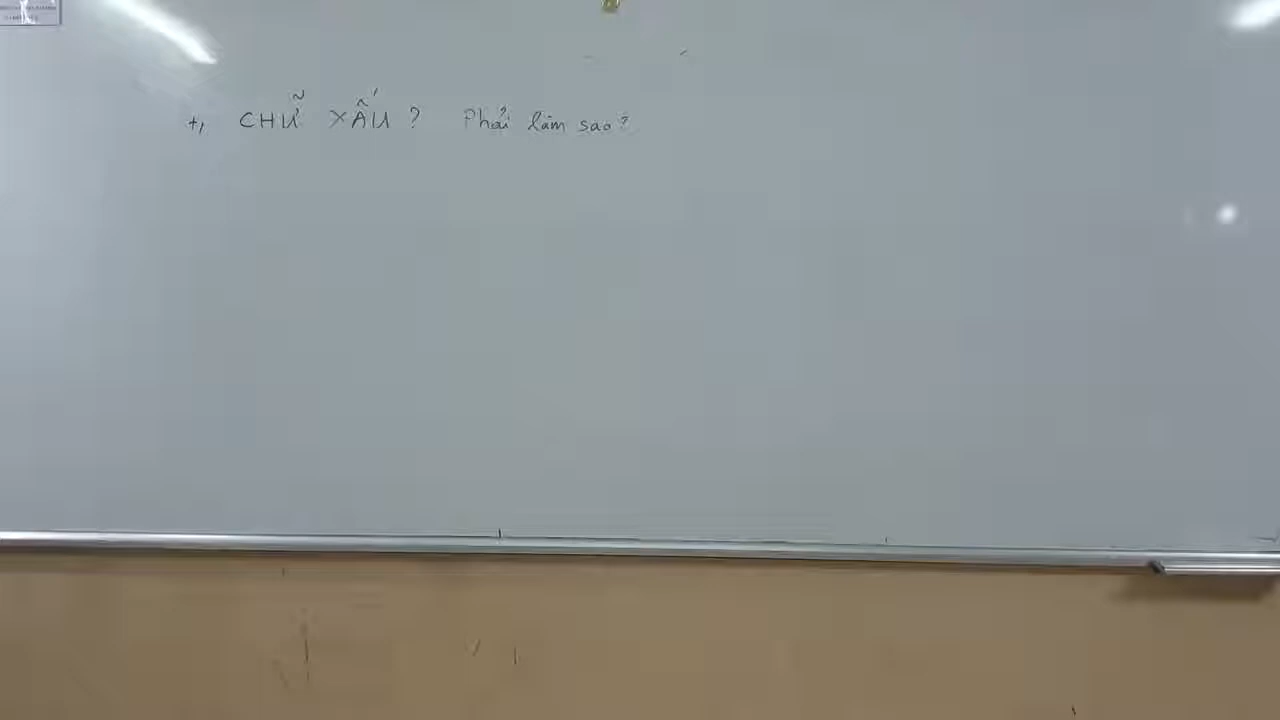 +, CHỮ XẤU ? Phải làm sao?